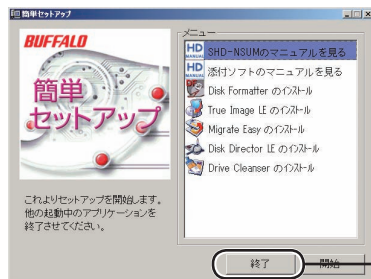 簡単セットアップ
BUFFALO
簡単
セットアップ
これよりセットアップを開始します。
他の起動中のアプリケーションを
終了させてください。
メニュー
HD MANUAL SHD-NSUMのマニュアルを見る
HD MANUAL 添付ソフトのマニュアルを見る
Disk Formatter のインストール
True Image LE のインストール
Migrate Easy のインストール
Disk Director LE のインストール
Drive Cleanser のインストール
終了
開始